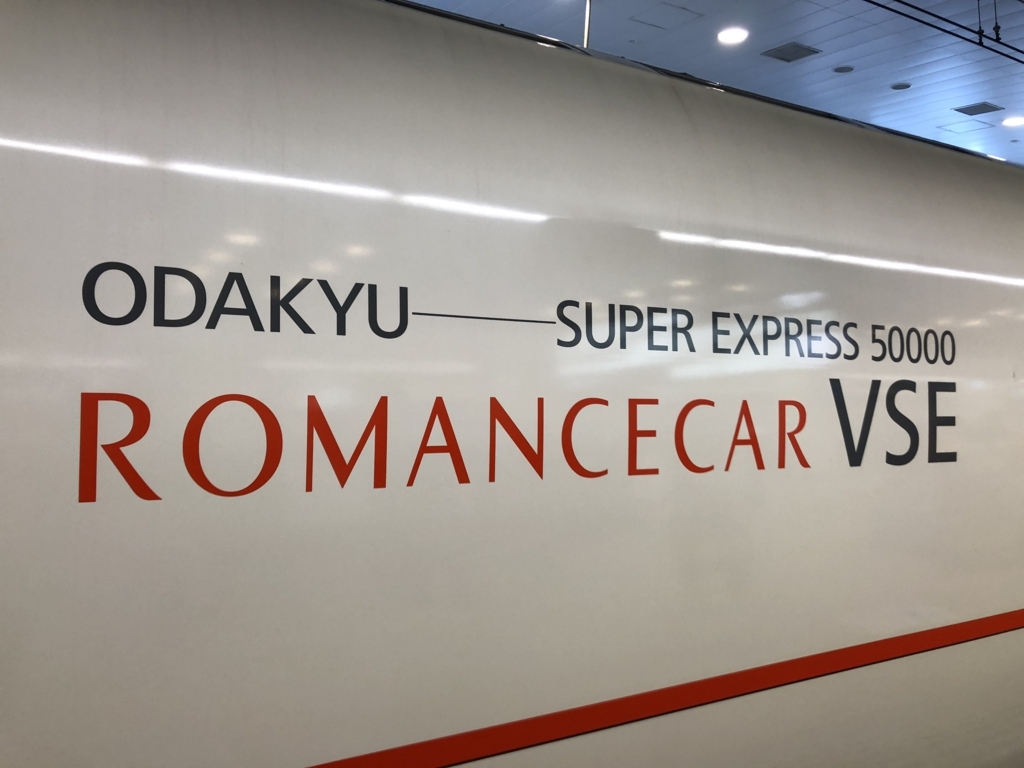 ODAKYU——SUPER EXPRESS 50000
ROMANCECAR VSE